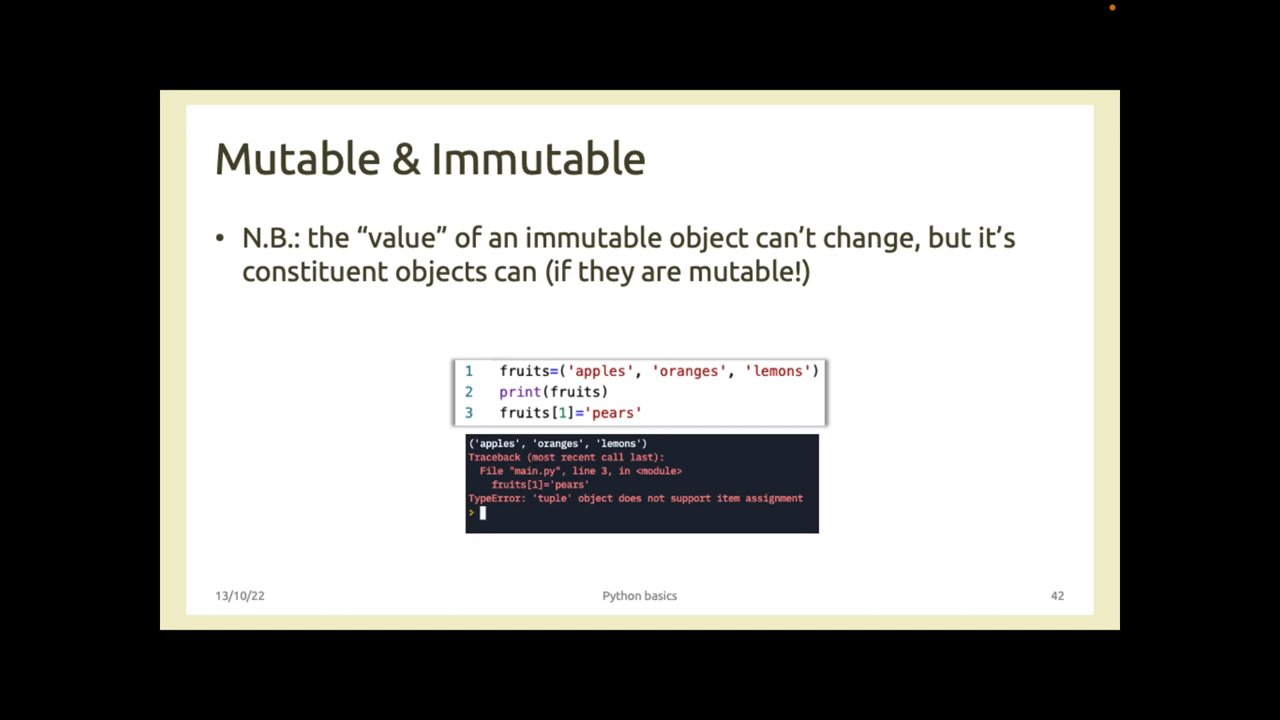 Mutable & Immutable
• N.B.: the “value” of an immutable object can’t change, but it’s
constituent objects can (if they are mutable!)
1 fruits=('apples', 'oranges', 'lemons')
2 print(fruits)
3 fruits[1]='pears'
('apples', 'oranges', 'lemons')
Traceback (most recent call last):
File "main.py", line 3, in <module>
fruits[1]='pears'
TypeError: 'tuple' object does not support item assignment
>
13/10/22
Python basics
42